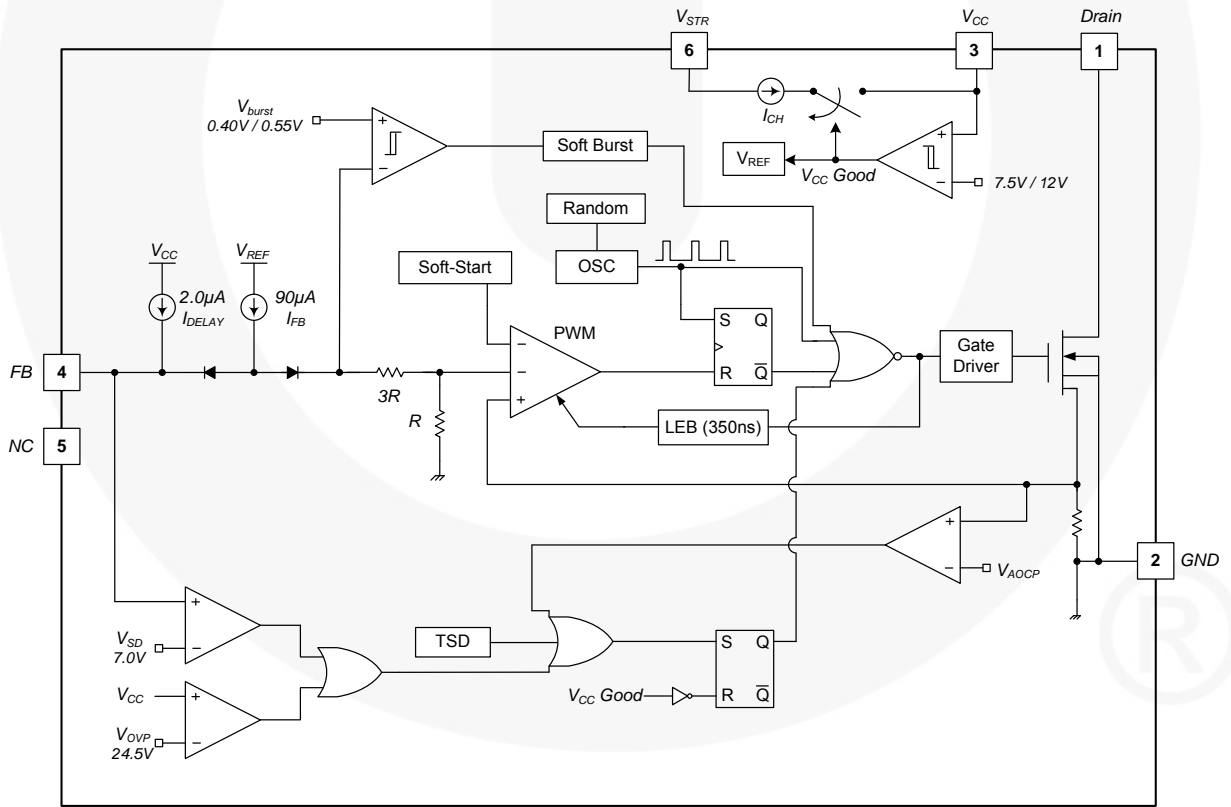 VSTR
VCC
Drain
6
3
1
Vburst
0.40V / 0.55V
+
−
Soft Burst
ICH
VREF
VCC Good
+
−
7.5V / 12V
Random
OSC
Soft-Start
VCC
VREF
2.0µA
IDELAY
90µA
IFB
PWM
−
−
+
S Q
R Q̅
Gate
Driver
FB
4
3R
R
LEB (350ns)
NC
5
+
−
VAOCP
2
GND
+
−
VSD
7.0V
TSD
S Q
R Q̅
VCC Good
VCC
+
−
VOVP
24.5V
®